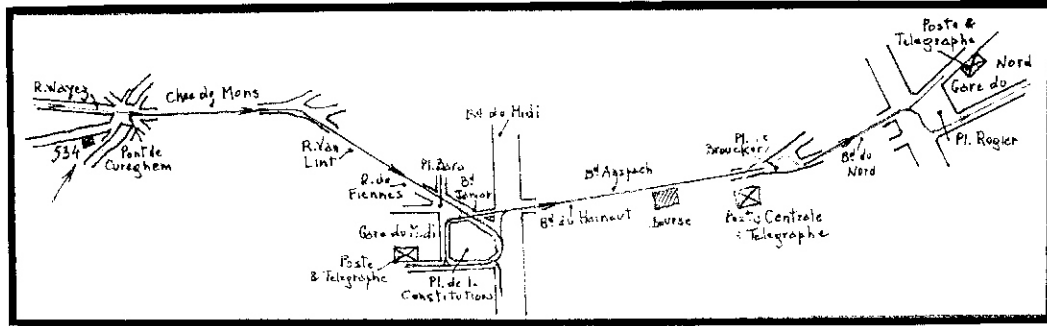 R. Wayez
Chee de Mons
534
Pont de
Cureghem
R. Van
Lint
R. de
Fiennes
Pl. Bara
Bd
Jamar
Bd du Midi
Gare du Midi
Poste
& Telegraphe
Pl. de la
Constitution
Bd Anspach
Bd du Hainaut
Bourse
Pl. de
Brouckere
Poste Centrale
& Telegraphe
Bd du
Nord
Poste &
Telegraphe
Nord
Gare du
Pl. Rogier